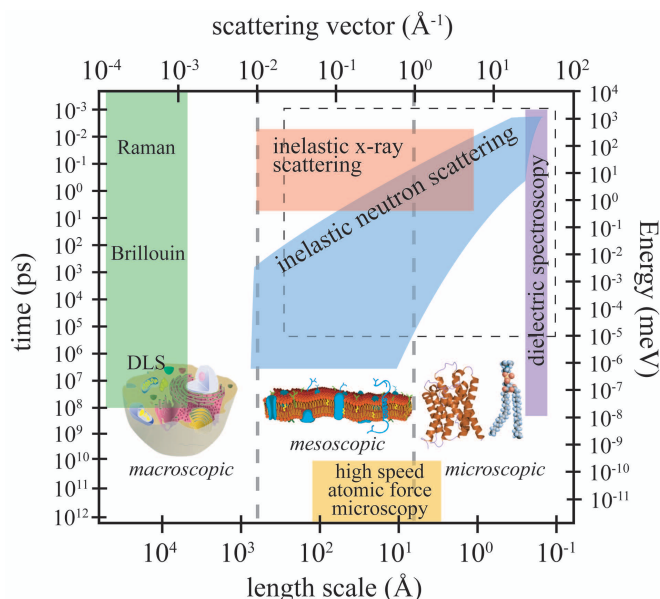 scattering vector (Å⁻¹)
10⁻⁴ 10⁻³ 10⁻² 10⁻¹ 10⁰ 10 10²
time (ps)
10⁻³
10⁻²
10⁻¹
10⁰
10¹
10²
10³
10⁴
10⁵
10⁶
10⁷
10⁸
10⁹
10¹⁰
10¹¹
10¹²
Raman
Brillouin
DLS
inelastic x-ray
scattering
inelastic neutron scattering
dielectric spectroscopy
macroscopic
mesoscopic
microscopic
high speed
atomic force
microscopy
10⁴
10³
10²
10¹
10⁰
10⁻¹
10⁻²
10⁻³
10⁻⁴
10⁻⁵
10⁻⁶
10⁻⁷
10⁻⁸
10⁻⁹
10⁻¹⁰
10⁻¹¹
Energy (meV)
10⁴ 10³ 10² 10¹ 10⁰ 10⁻¹
length scale (Å)